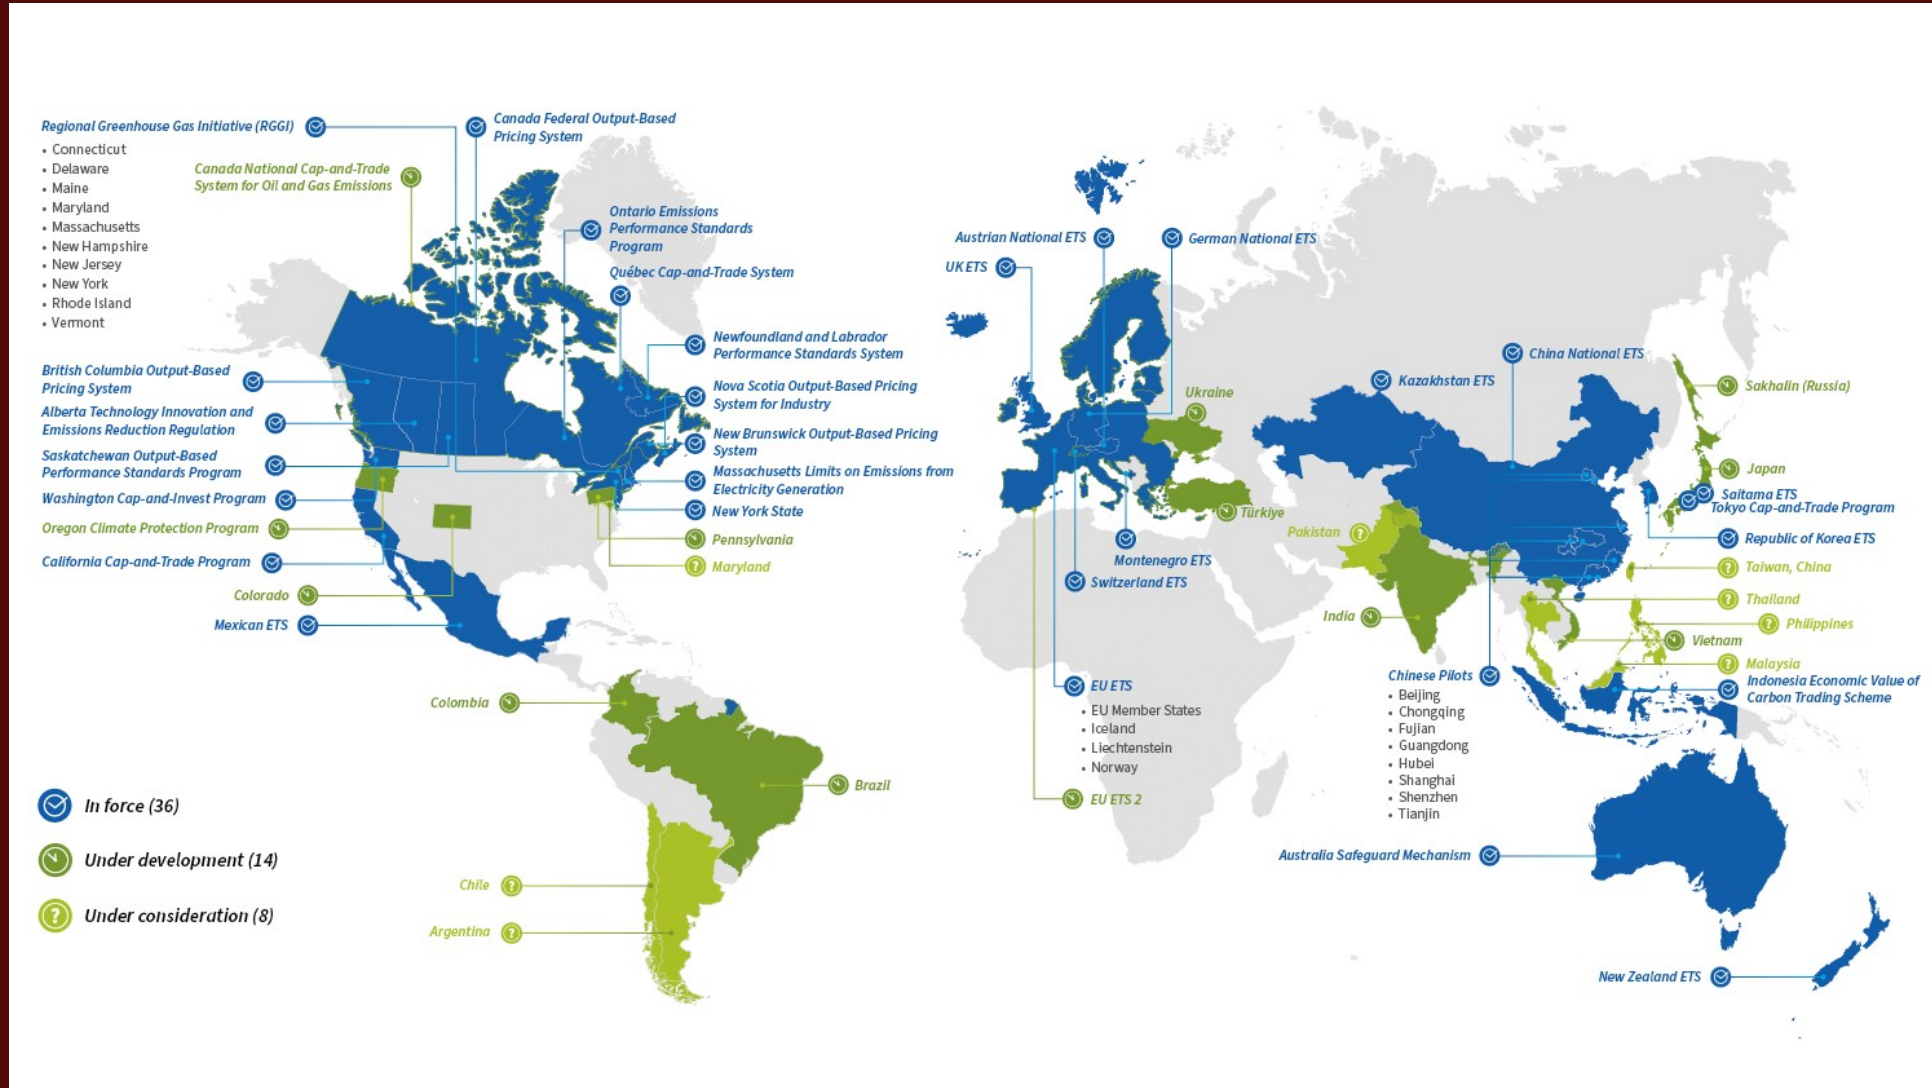 Regional Greenhouse Gas Initiative (RGGI)
• Connecticut
• Delaware
• Maine
• Maryland
• Massachusetts
• New Hampshire
• New Jersey
• New York
• Rhode Island
• Vermont
Canada National Cap-and-Trade
System for Oil and Gas Emissions
Canada Federal Output-Based
Pricing System
Ontario Emissions
Performance Standards
Program
Québec Cap-and-Trade System
Newfoundland and Labrador
Performance Standards System
Nova Scotia Output-Based Pricing
System for Industry
New Brunswick Output-Based Pricing
System
Massachusetts Limits on Emissions from
Electricity Generation
New York State
Pennsylvania
Maryland
British Columbia Output-Based
Pricing System
Alberta Technology Innovation and
Emissions Reduction Regulation
Saskatchewan Output-Based
Performance Standards Program
Washington Cap-and-Invest Program
Oregon Climate Protection Program
California Cap-and-Trade Program
Colorado
Mexican ETS
Colombia
Brazil
Chile
Argentina
In force (36)
Under development (14)
Under consideration (8)
Austrian National ETS
German National ETS
UK ETS
Ukraine
Türkiye
Montenegro ETS
Switzerland ETS
EU ETS
• EU Member States
• Iceland
• Liechtenstein
• Norway
EU ETS 2
China National ETS
Kazakhstan ETS
Pakistan
India
Chinese Pilots
• Beijing
• Chongqing
• Fujian
• Guangdong
• Hubei
• Shanghai
• Shenzhen
• Tianjin
Sakhalin (Russia)
Japan
Saitama ETS
Tokyo Cap-and-Trade Program
Republic of Korea ETS
Taiwan, China
Thailand
Philippines
Vietnam
Malaysia
Indonesia Economic Value of
Carbon Trading Scheme
Australia Safeguard Mechanism
New Zealand ETS